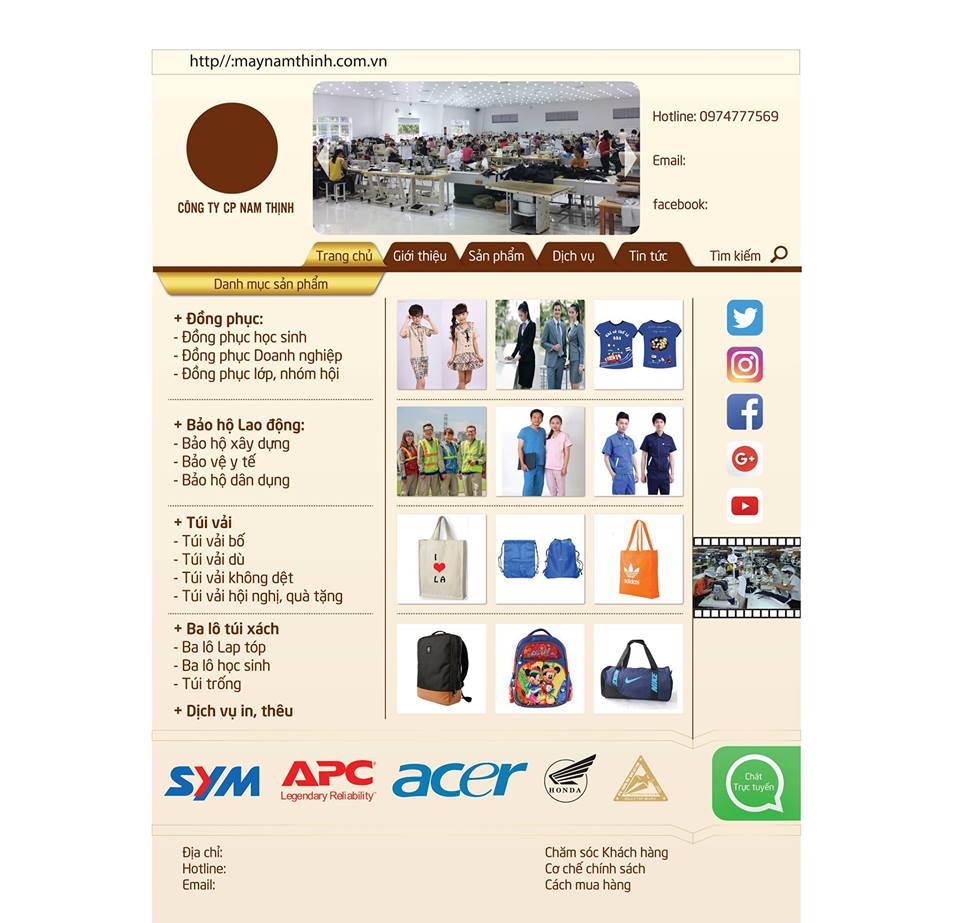 http//:maynamthinh.com.vn
CÔNG TY CP NAM THỊNH
Hotline: 0974777569
Email:
facebook:
Trang chủ
Giới thiệu
Sản phẩm
Dịch vụ
Tin tức
Tìm kiếm
Danh mục sản phẩm
+ Đồng phục:
- Đồng phục học sinh
- Đồng phục Doanh nghiệp
- Đồng phục lớp, nhóm hội
+ Bảo hộ Lao động:
- Bảo hộ xây dựng
- Bảo vệ y tế
- Bảo hộ dân dụng
+ Túi vải
- Túi vải bố
- Túi vải dù
- Túi vải không dệt
- Túi vải hội nghị, quà tặng
I
LA
adidas
+ Ba lô túi xách
- Ba lô Lap tóp
- Ba lô học sinh
- Túi trống
+ Dịch vụ in, thêu
NIKE
G+
SYM
APC
Legendary Reliability
acer
HONDA
Chát
Trực tuyến
Địa chỉ:
Hotline:
Email:
Chăm sóc Khách hàng
Cơ chế chính sách
Cách mua hàng